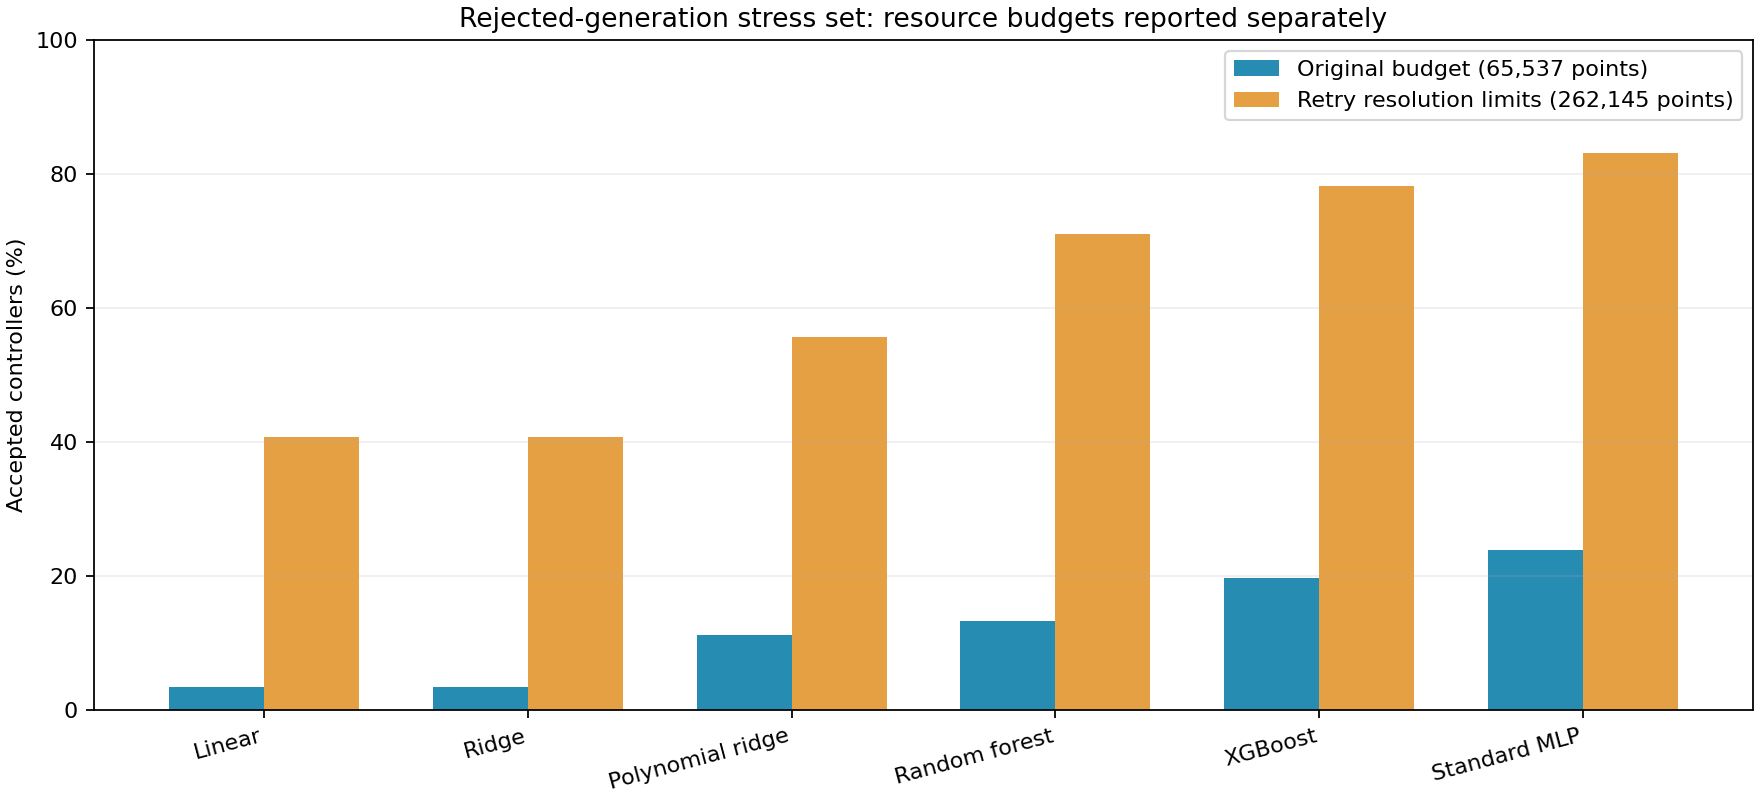 Rejected-generation stress set: resource budgets reported separately
Original budget (65,537 points)
Retry resolution limits (262,145 points)
Accepted controllers (%)
100
80
60
40
20
0
Linear
Ridge
Polynomial ridge
Random forest
XGBoost
Standard MLP